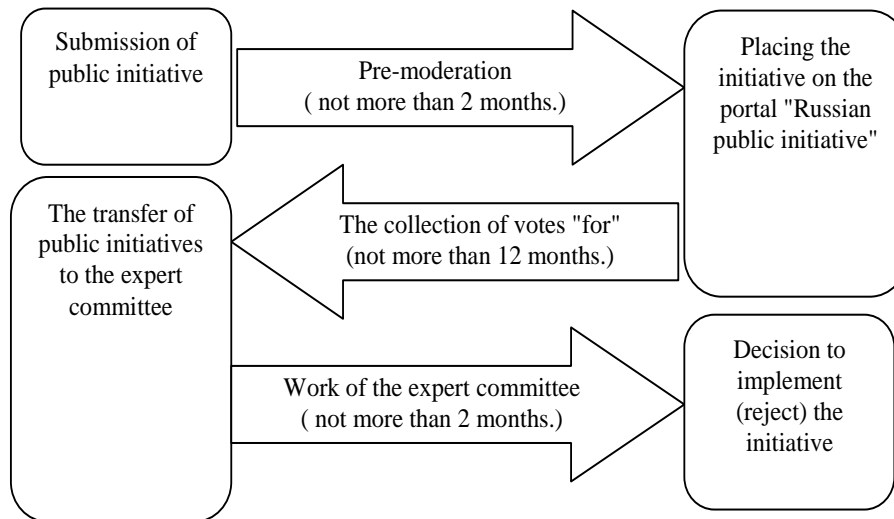 Submission of
public initiative
Pre-moderation
( not more than 2 months.)
Placing the
initiative on the
portal "Russian
public initiative"
The collection of votes "for"
(not more than 12 months.)
The transfer of
public initiatives
to the expert
committee
Work of the expert committee
( not more than 2 months.)
Decision to
implement
(reject) the
initiative